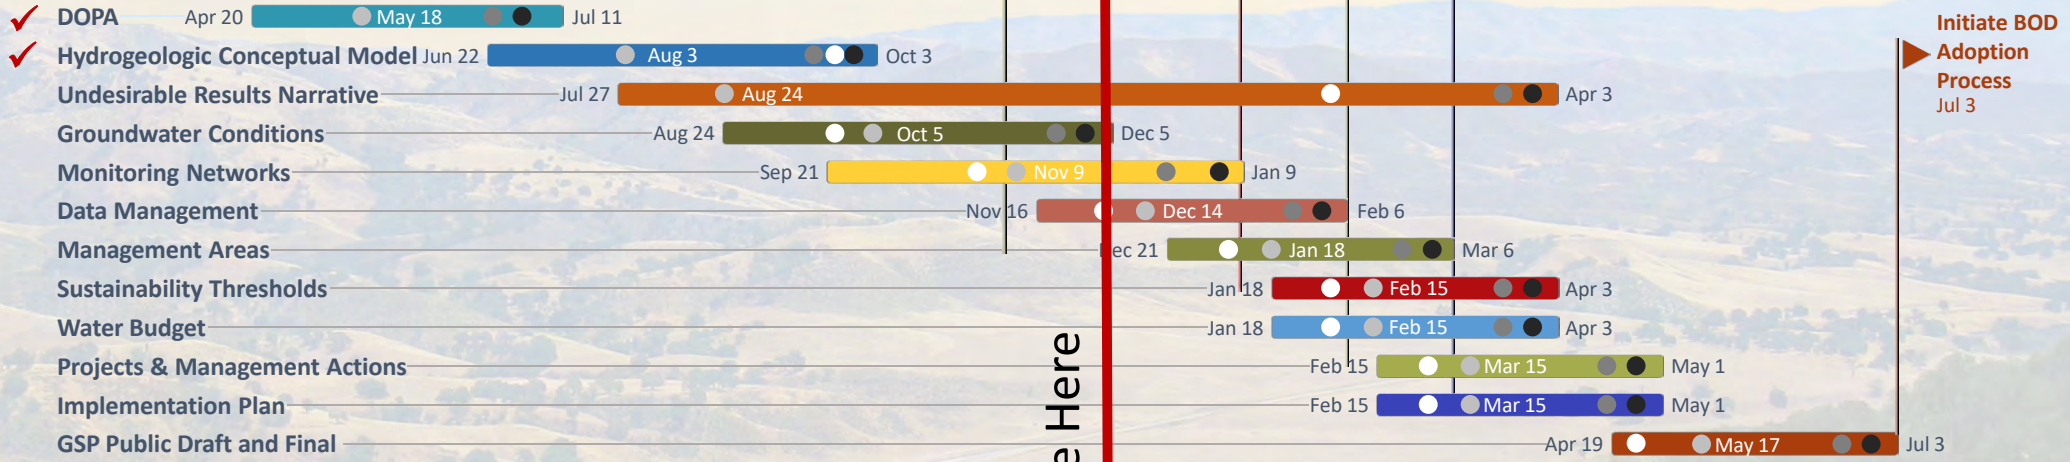 DOPA Apr 20 May 18 Jul 11
Hydrogeologic Conceptual Model Jun 22 Aug 3 Oct 3
Undesirable Results Narrative Jul 27 Aug 24 Apr 3
Groundwater Conditions Aug 24 Oct 5 Dec 5
Monitoring Networks Sep 21 Nov 9 Jan 9
Data Management Nov 16 Dec 14 Feb 6
Management Areas Dec 21 Jan 18 Mar 6
Sustainability Thresholds Jan 18 Feb 15 Apr 3
Water Budget Jan 18 Feb 15 Apr 3
Projects & Management Actions Feb 15 Mar 15 May 1
Implementation Plan Feb 15 Mar 15 May 1
GSP Public Draft and Final Apr 19 May 17 Jul 3
Initiate BOD
Adoption
Process
Jul 3
e Here